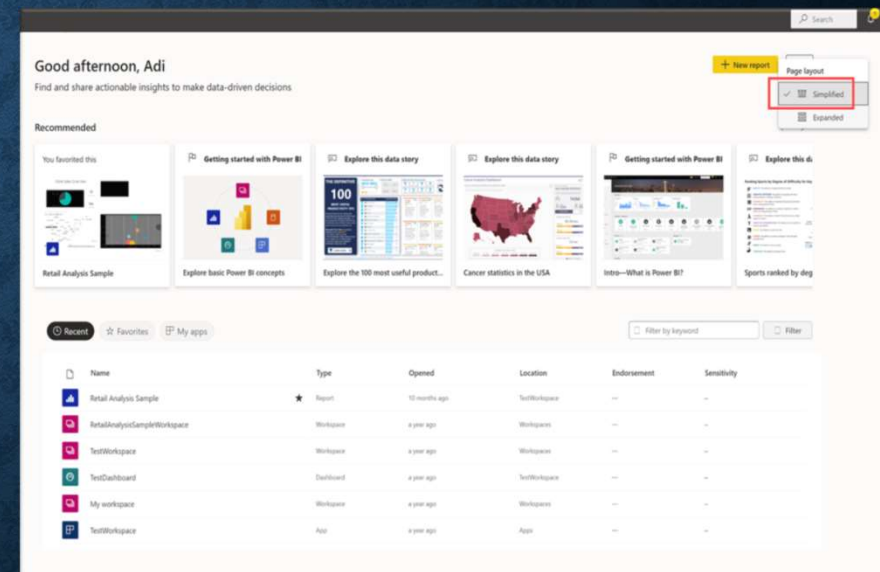 Search
Good afternoon, Adi
Find and share actionable insights to make data-driven decisions
+ New report
Page layout
Simplified
Expanded
Recommended
You favorited this
Retail Analysis Sample
Getting started with Power BI
Explore basic Power BI concepts
Explore this data story
THE DEFINITIVE
100
Explore the 100 most useful product...
Explore this data story
Cancer statistics in the USA
Getting started with Power BI
Intro—What is Power BI?
Explore this da
Sports ranked by deg
Recent Favorites My apps
Filter by keyword Filter
Name Type Opened Location Endorsement Sensitivity
Retail Analysis Sample Report 10 months ago TestWorkspace — –
RetailAnalysisSampleWorkspace Workspace a year ago Workspaces — –
TestWorkspace Workspace a year ago Workspaces — –
TestDashboard Dashboard a year ago TestWorkspace — –
My workspace Workspace a year ago Workspaces — –
TestWorkspace App a year ago Apps — –